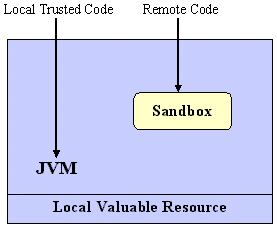 Local Trusted Code
Remote Code
Sandbox
JVM
Local Valuable Resource